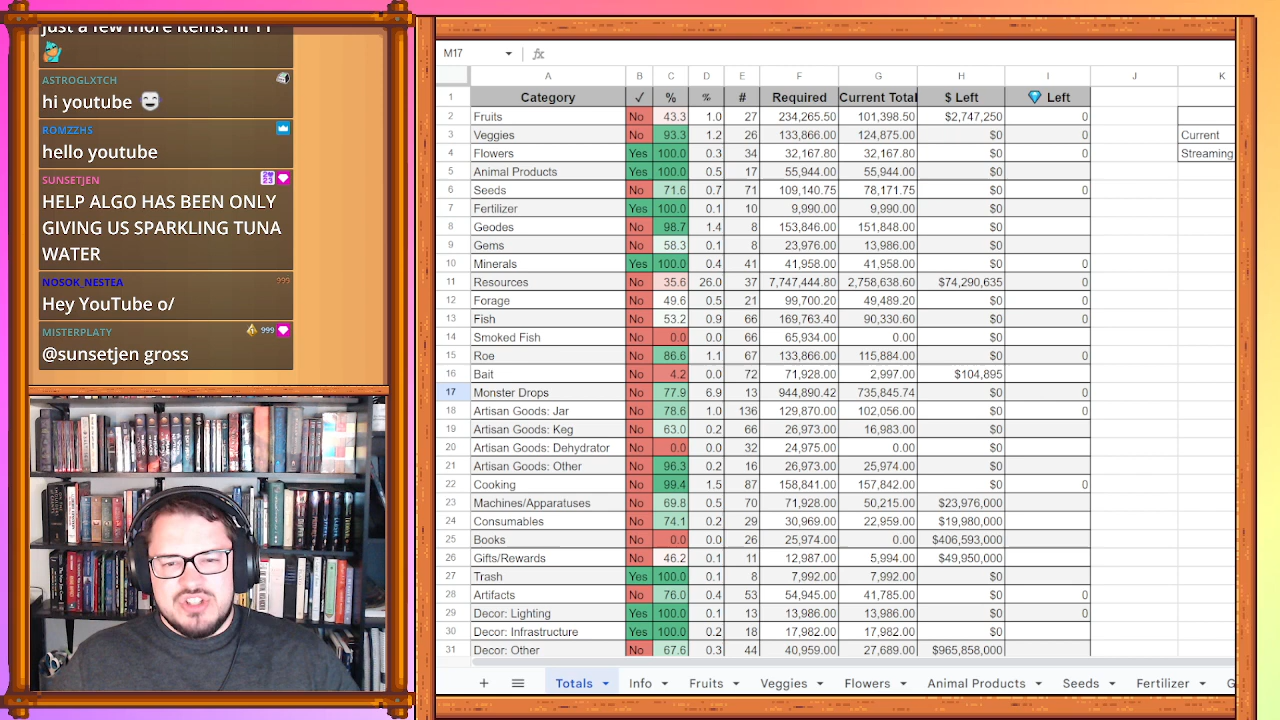 just a few more items. hi YT
ASTROGLXTCH
hi youtube
ROMZZHS
hello youtube
SUNSETJEN
HELP ALGO HAS BEEN ONLY
GIVING US SPARKLING TUNA
WATER
NOSOK_NESTEA 999
Hey YouTube o/
MISTERPLATY 999
@sunsetjen gross
M17 fx
A B C D E F G H I J K
1 Category ✓ % % # Required Current Total $ Left Left
2 Fruits No 43.3 1.0 27 234,265.50 101,398.50 $2,747,250 0
3 Veggies No 93.3 1.2 26 133,866.00 124,875.00 $0 0 Current
4 Flowers Yes 100.0 0.3 34 32,167.80 32,167.80 $0 0 Streaming
5 Animal Products Yes 100.0 0.5 17 55,944.00 55,944.00 $0
6 Seeds No 71.6 0.7 71 109,140.75 78,171.75 $0 0
7 Fertilizer Yes 100.0 0.1 10 9,990.00 9,990.00 $0
8 Geodes No 98.7 1.4 8 153,846.00 151,848.00 $0
9 Gems No 58.3 0.1 8 23,976.00 13,986.00 $0
10 Minerals Yes 100.0 0.4 41 41,958.00 41,958.00 $0 0
11 Resources No 35.6 26.0 37 7,747,444.80 2,758,638.60 $74,290,635 0
12 Forage No 49.6 0.5 21 99,700.20 49,489.20 $0 0
13 Fish No 53.2 0.9 66 169,763.40 90,330.60 $0 0
14 Smoked Fish No 0.0 0.0 66 65,934.00 0.00 $0
15 Roe No 86.6 1.1 67 133,866.00 115,884.00 $0 0
16 Bait No 4.2 0.0 72 71,928.00 2,997.00 $104,895
17 Monster Drops No 77.9 6.9 13 944,890.42 735,845.74 $0 0
18 Artisan Goods: Jar No 78.6 1.0 136 129,870.00 102,056.00 $0 0
19 Artisan Goods: Keg No 63.0 0.2 66 26,973.00 16,983.00 $0
20 Artisan Goods: Dehydrator No 0.0 0.0 32 24,975.00 0.00 $0
21 Artisan Goods: Other No 96.3 0.2 16 26,973.00 25,974.00 $0
22 Cooking No 99.4 1.5 87 158,841.00 157,842.00 $0 0
23 Machines/Apparatuses No 69.8 0.5 70 71,928.00 50,215.00 $23,976,000
24 Consumables No 74.1 0.2 29 30,969.00 22,959.00 $19,980,000
25 Books No 0.0 0.0 26 25,974.00 0.00 $406,593,000
26 Gifts/Rewards No 46.2 0.1 11 12,987.00 5,994.00 $49,950,000
27 Trash Yes 100.0 0.1 8 7,992.00 7,992.00 $0
28 Artifacts No 76.0 0.4 53 54,945.00 41,785.00 $0 0
29 Decor: Lighting Yes 100.0 0.1 13 13,986.00 13,986.00 $0 0
30 Decor: Infrastructure Yes 100.0 0.2 18 17,982.00 17,982.00 $0
31 Decor: Other No 67.6 0.3 44 40,959.00 27,689.00 $965,858,000
+ Totals Info Fruits Veggies Flowers Animal Products Seeds Fertilizer